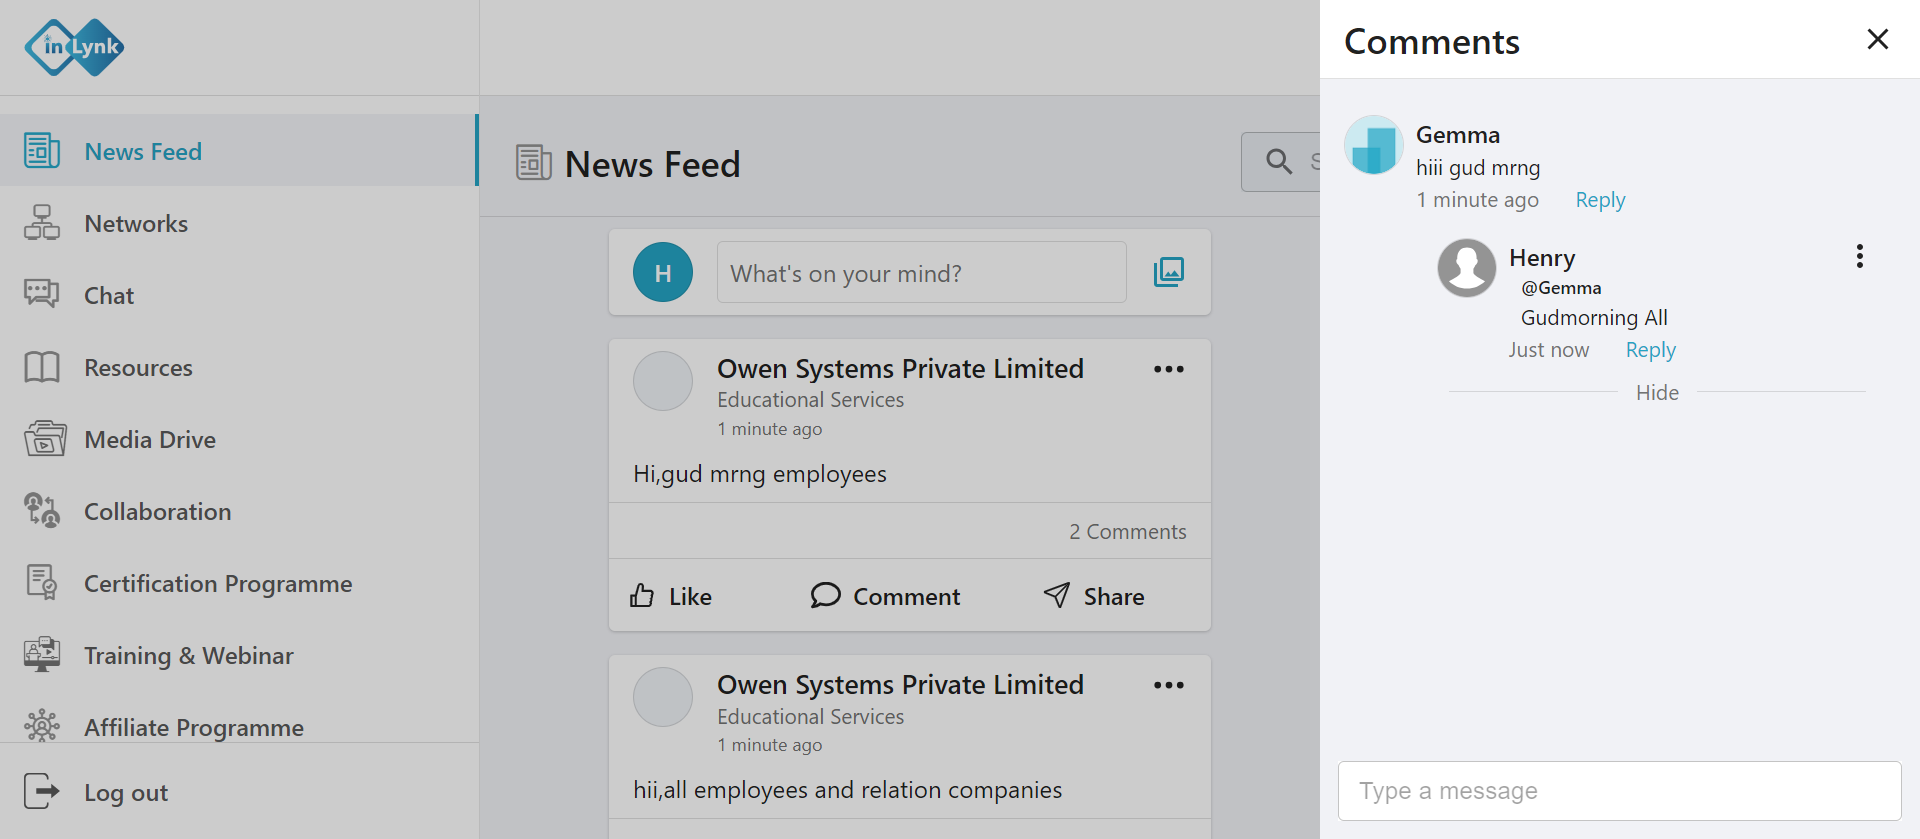 in Lynk
News Feed
Networks
Chat
Resources
Media Drive
Collaboration
Certification Programme
Training & Webinar
Affiliate Programme
Log out
News Feed
H
What's on your mind?
Owen Systems Private Limited
Educational Services
1 minute ago
Hi,gud mrng employees
2 Comments
Like
Comment
Share
Owen Systems Private Limited
Educational Services
1 minute ago
hii,all employees and relation companies
Comments
Gemma
hiii gud mrng
1 minute ago Reply
Henry
@Gemma
Gudmorning All
Just now Reply
Hide
Type a message